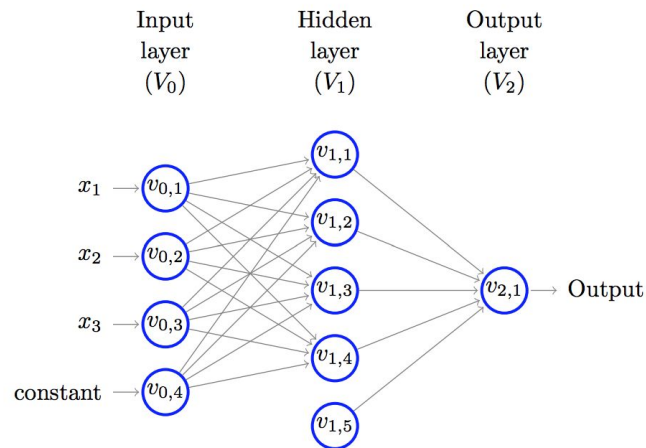 Input
layer
(V₀)
Hidden
layer
(V₁)
Output
layer
(V₂)
x₁
x₂
x₃
constant
v₀,₁
v₀,₂
v₀,₃
v₀,₄
v₁,₁
v₁,₂
v₁,₃
v₁,₄
v₁,₅
v₂,₁
Output